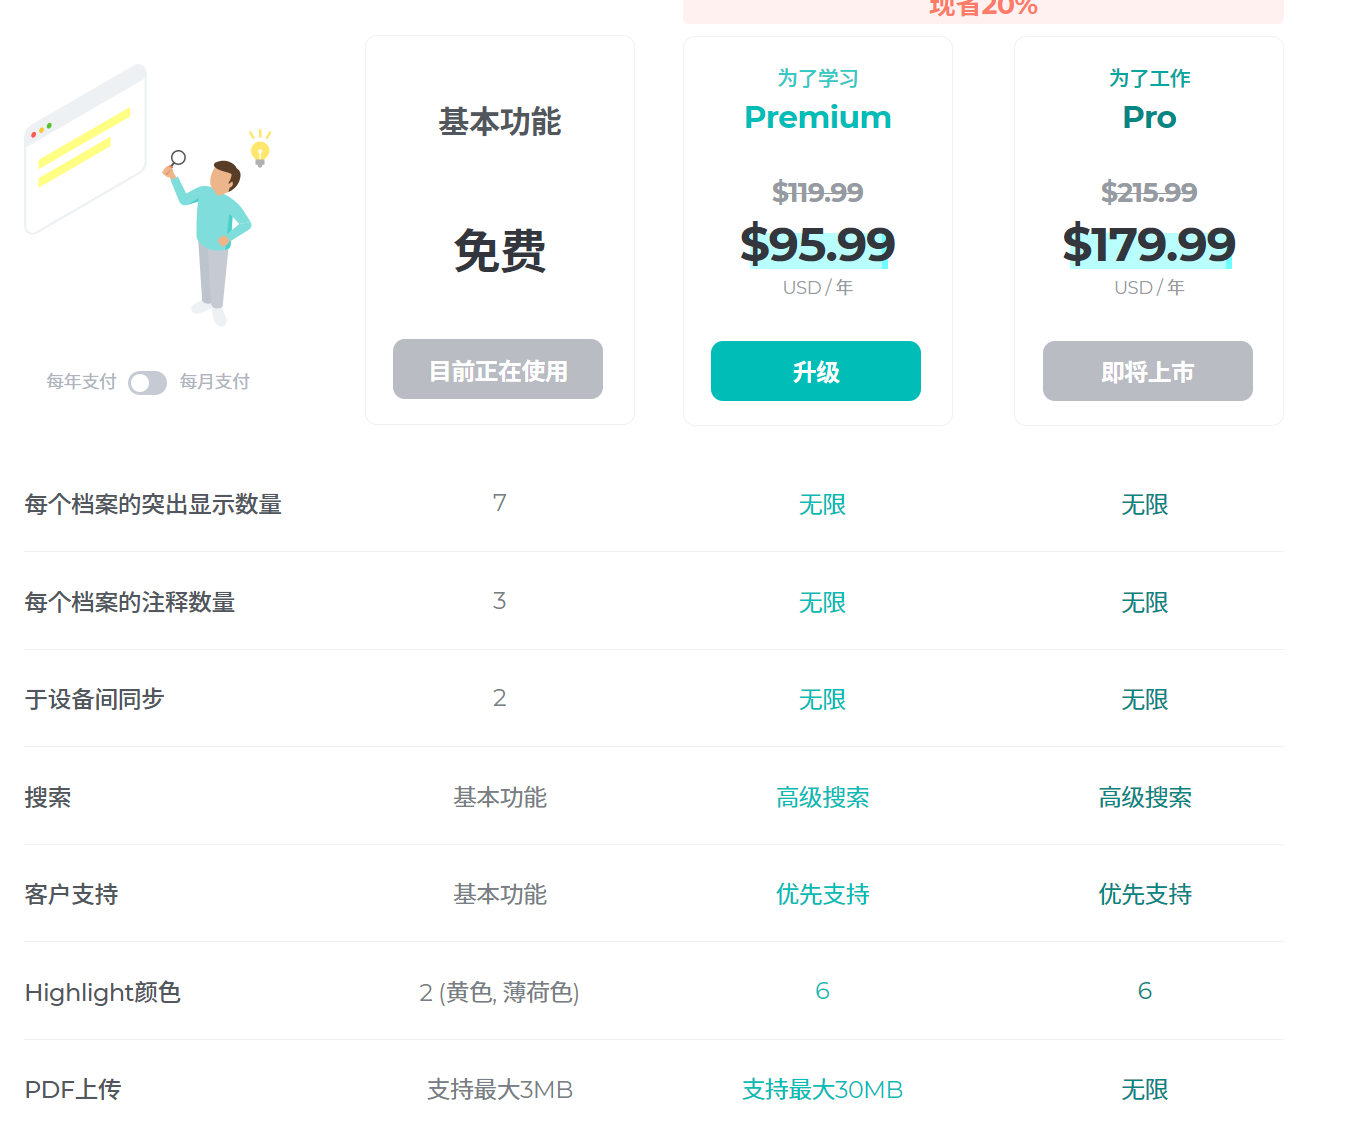 现省20%
基本功能
免费
目前正在使用
为了学习
Premium
$119.99
$95.99
USD / 年
升级
为了工作
Pro
$215.99
$179.99
USD / 年
即将上市
每年支付 每月支付
每个档案的突出显示数量 7 无限 无限
每个档案的注释数量 3 无限 无限
于设备间同步 2 无限 无限
搜索 基本功能 高级搜索 高级搜索
客户支持 基本功能 优先支持 优先支持
Highlight颜色 2 (黄色, 薄荷色) 6 6
PDF上传 支持最大3MB 支持最大30MB 无限